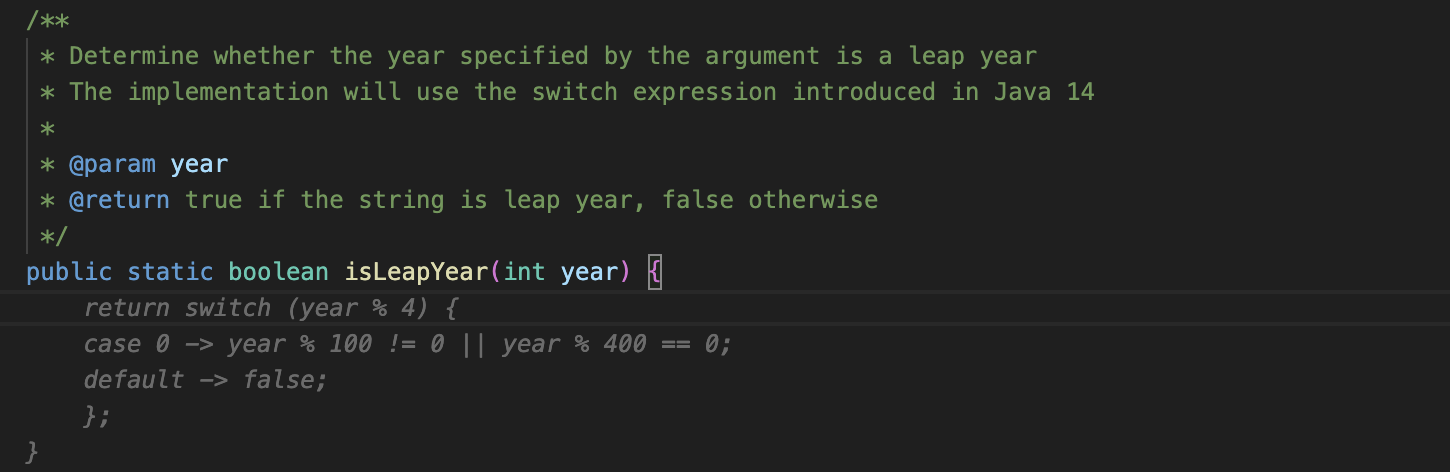 /**
 * Determine whether the year specified by the argument is a leap year
 * The implementation will use the switch expression introduced in Java 14
 *
 * @param year
 * @return true if the string is leap year, false otherwise
 */
public static boolean isLeapYear(int year) {
    return switch (year % 4) {
    case 0 -> year % 100 != 0 || year % 400 == 0;
    default -> false;
    };
}